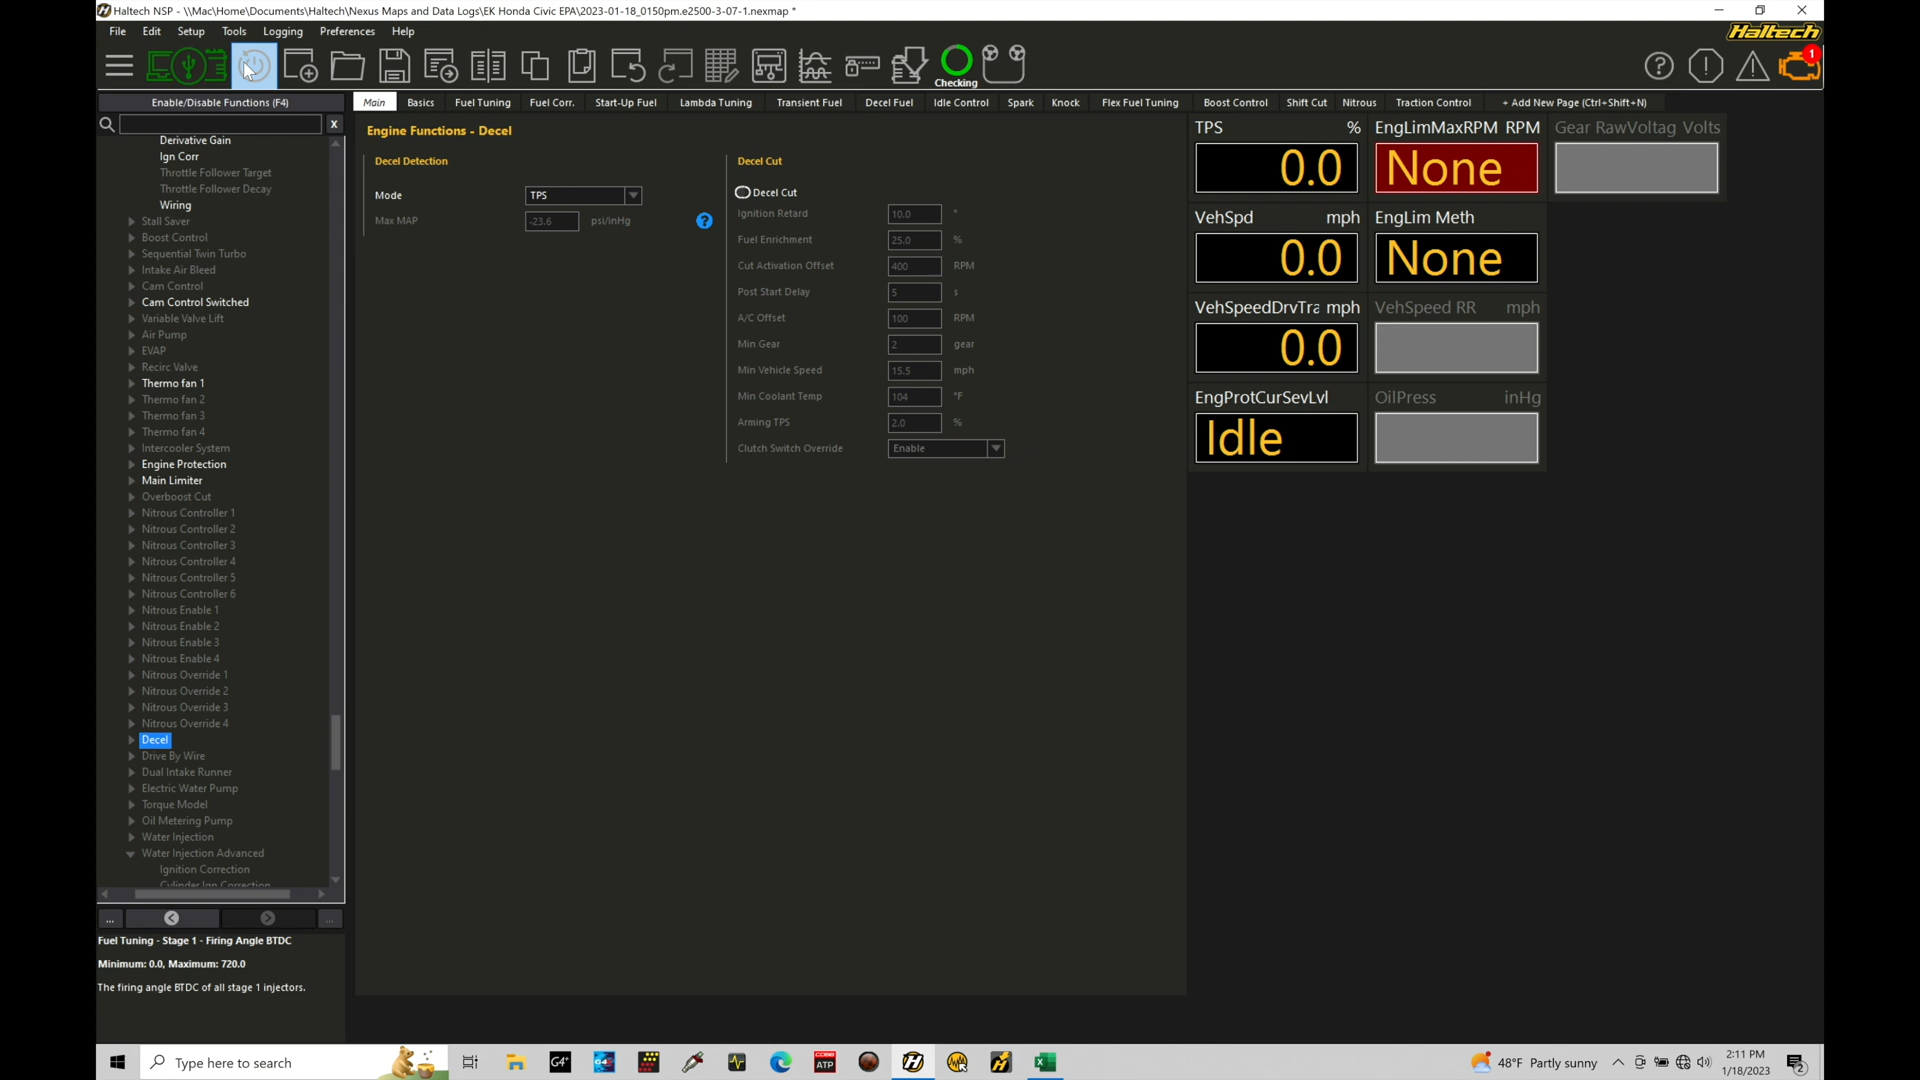 Haltech NSP - \\Mac\Home\Documents\Haltech\Nexus Maps and Data Logs\EK Honda Civic EPA\2023-01-18_0150pm.e2500-3-07-1.nexmap *
File Edit Setup Tools Logging Preferences Help
Haltech
Checking
1
Enable/Disable Functions (F4)
Main Basics Fuel Tuning Fuel Corr. Start-Up Fuel Lambda Tuning Transient Fuel Decel Fuel Idle Control Spark Knock Flex Fuel Tuning Boost Control Shift Cut Nitrous Traction Control + Add New Page (Ctrl+Shift+N)
x
Derivative Gain
Ign Corr
Throttle Follower Target
Throttle Follower Decay
Wiring
Stall Saver
Boost Control
Sequential Twin Turbo
Intake Air Bleed
Cam Control
Cam Control Switched
Variable Valve Lift
Air Pump
EVAP
Recirc Valve
Thermo fan 1
Thermo fan 2
Thermo fan 3
Thermo fan 4
Intercooler System
Engine Protection
Main Limiter
Overboost Cut
Nitrous Controller 1
Nitrous Controller 2
Nitrous Controller 3
Nitrous Controller 4
Nitrous Controller 5
Nitrous Controller 6
Nitrous Enable 1
Nitrous Enable 2
Nitrous Enable 3
Nitrous Enable 4
Nitrous Override 1
Nitrous Override 2
Nitrous Override 3
Nitrous Override 4
Decel
Drive By Wire
Dual Intake Runner
Electric Water Pump
Torque Model
Oil Metering Pump
Water Injection
Water Injection Advanced
Ignition Correction
Cylinder Ign Correction
... ...
Fuel Tuning - Stage 1 - Firing Angle BTDC
Minimum: 0.0, Maximum: 720.0
The firing angle BTDC of all stage 1 injectors.
Engine Functions - Decel
Decel Detection
Mode TPS
Max MAP -23.6 psi/inHg ?
Decel Cut
Decel Cut
Ignition Retard 10.0 °
Fuel Enrichment 25.0 %
Cut Activation Offset 400 RPM
Post Start Delay 5 s
A/C Offset 100 RPM
Min Gear 2 gear
Min Vehicle Speed 15.5 mph
Min Coolant Temp 104 °F
Arming TPS 2.0 %
Clutch Switch Override Enable
TPS % EngLimMaxRPM RPM Gear RawVoltag Volts
0.0 None
VehSpd mph EngLim Meth
0.0 None
VehSpeedDrvTra mph VehSpeed RR mph
0.0
EngProtCurSevLvl OilPress inHg
Idle
Type here to search
G4+
G4X
COBB
ATP
48°F Partly sunny
2:11 PM
1/18/2023
2